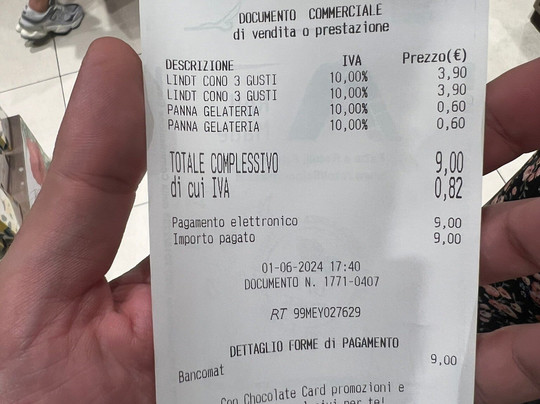 DOCUMENTO COMMERCIALE
di vendita o prestazione
DESCRIZIONE IVA Prezzo(€)
LINDT CONO 3 GUSTI 10,00% 3,90
LINDT CONO 3 GUSTI 10,00% 3,90
PANNA GELATERIA 10,00% 0,60
PANNA GELATERIA 10,00% 0,60
TOTALE COMPLESSIVO 9,00
di cui IVA 0,82
Pagamento elettronico 9,00
Importo pagato 9,00
01-06-2024 17:40
DOCUMENTO N. 1771-0407
RT 99MEY027629
DETTAGLIO FORME di PAGAMENTO
Bancomat 9,00
Con Chocolate Card promozioni e
per te!